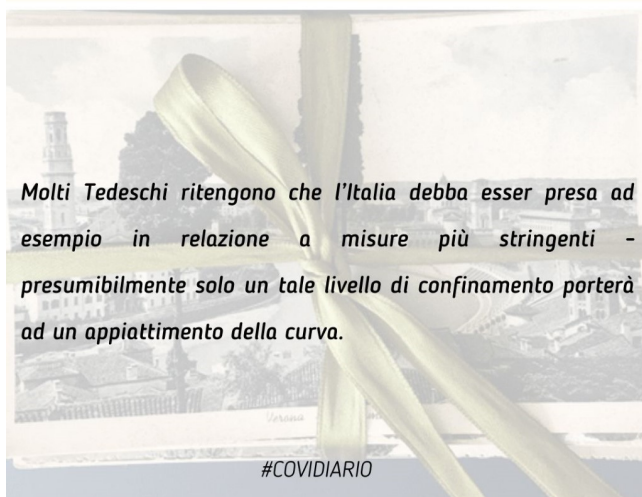 Molti Tedeschi ritengono che l'Italia debba esser presa ad
esempio in relazione a misure più stringenti -
presumibilmente solo un tale livello di confinamento porterà
ad un appiattimento della curva.
Verona
#COVIDIARIO